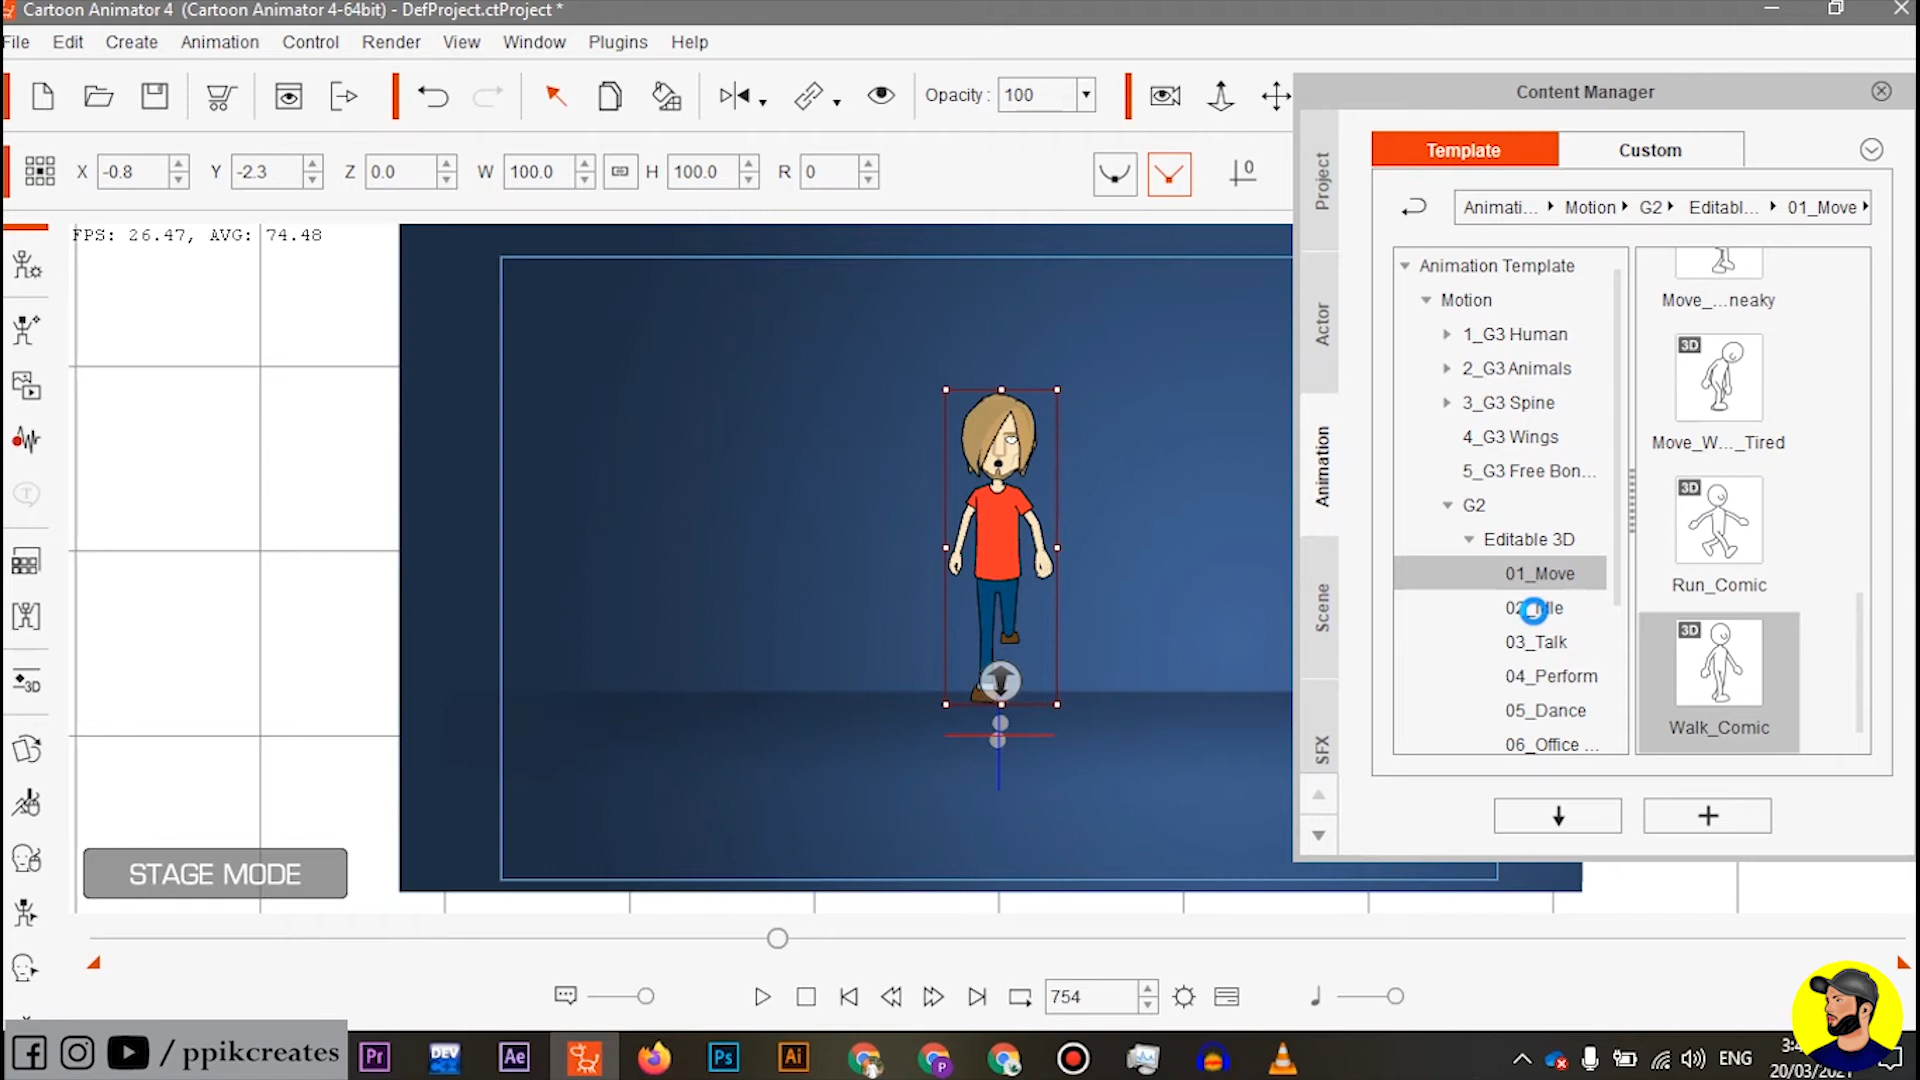 Cartoon Animator 4 (Cartoon Animator 4-64bit) - DefProject.ctProject *
File Edit Create Animation Control Render View Window Plugins Help
Opacity : 100
Content Manager
X -0.8 Y -2.3 Z 0.0 W 100.0 H 100.0 R 0
0
Template Custom
Animati... Motion G2 Editabl... 01_Move
FPS: 26.47, AVG: 74.48
Project
Actor
Animation
Scene
SFX
Animation Template
Motion
1_G3 Human
2_G3 Animals
3_G3 Spine
4_G3 Wings
5_G3 Free Bon...
G2
Editable 3D
01_Move
03_Talk
04_Perform
05_Dance
06_Office ...
Move_...neaky
3D
Move_W..._Tired
3D
Run_Comic
3D
Walk_Comic
STAGE MODE
3D
T
754
/ ppikcreates
Pr DEV Ae Ps Ai P
ENG